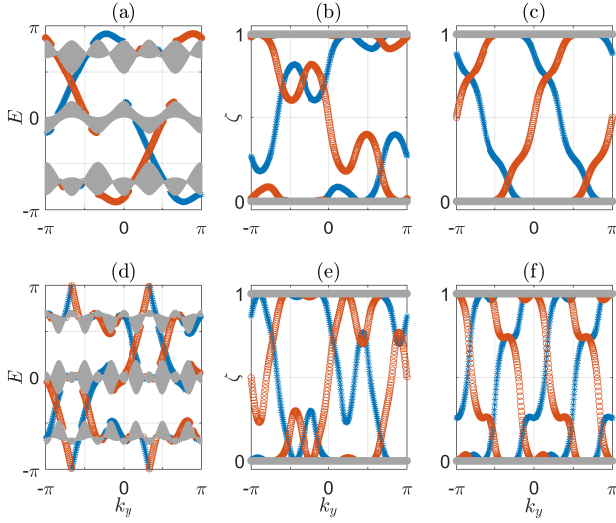 (a) (b) (c)
π 1 1
E 0 ζ
-π 0 0
-π 0 π -π 0 π -π 0 π
(d) (e) (f)
π 1 1
E 0 ζ
-π 0 0
-π 0 π -π 0 π -π 0 π
k_y k_y k_y